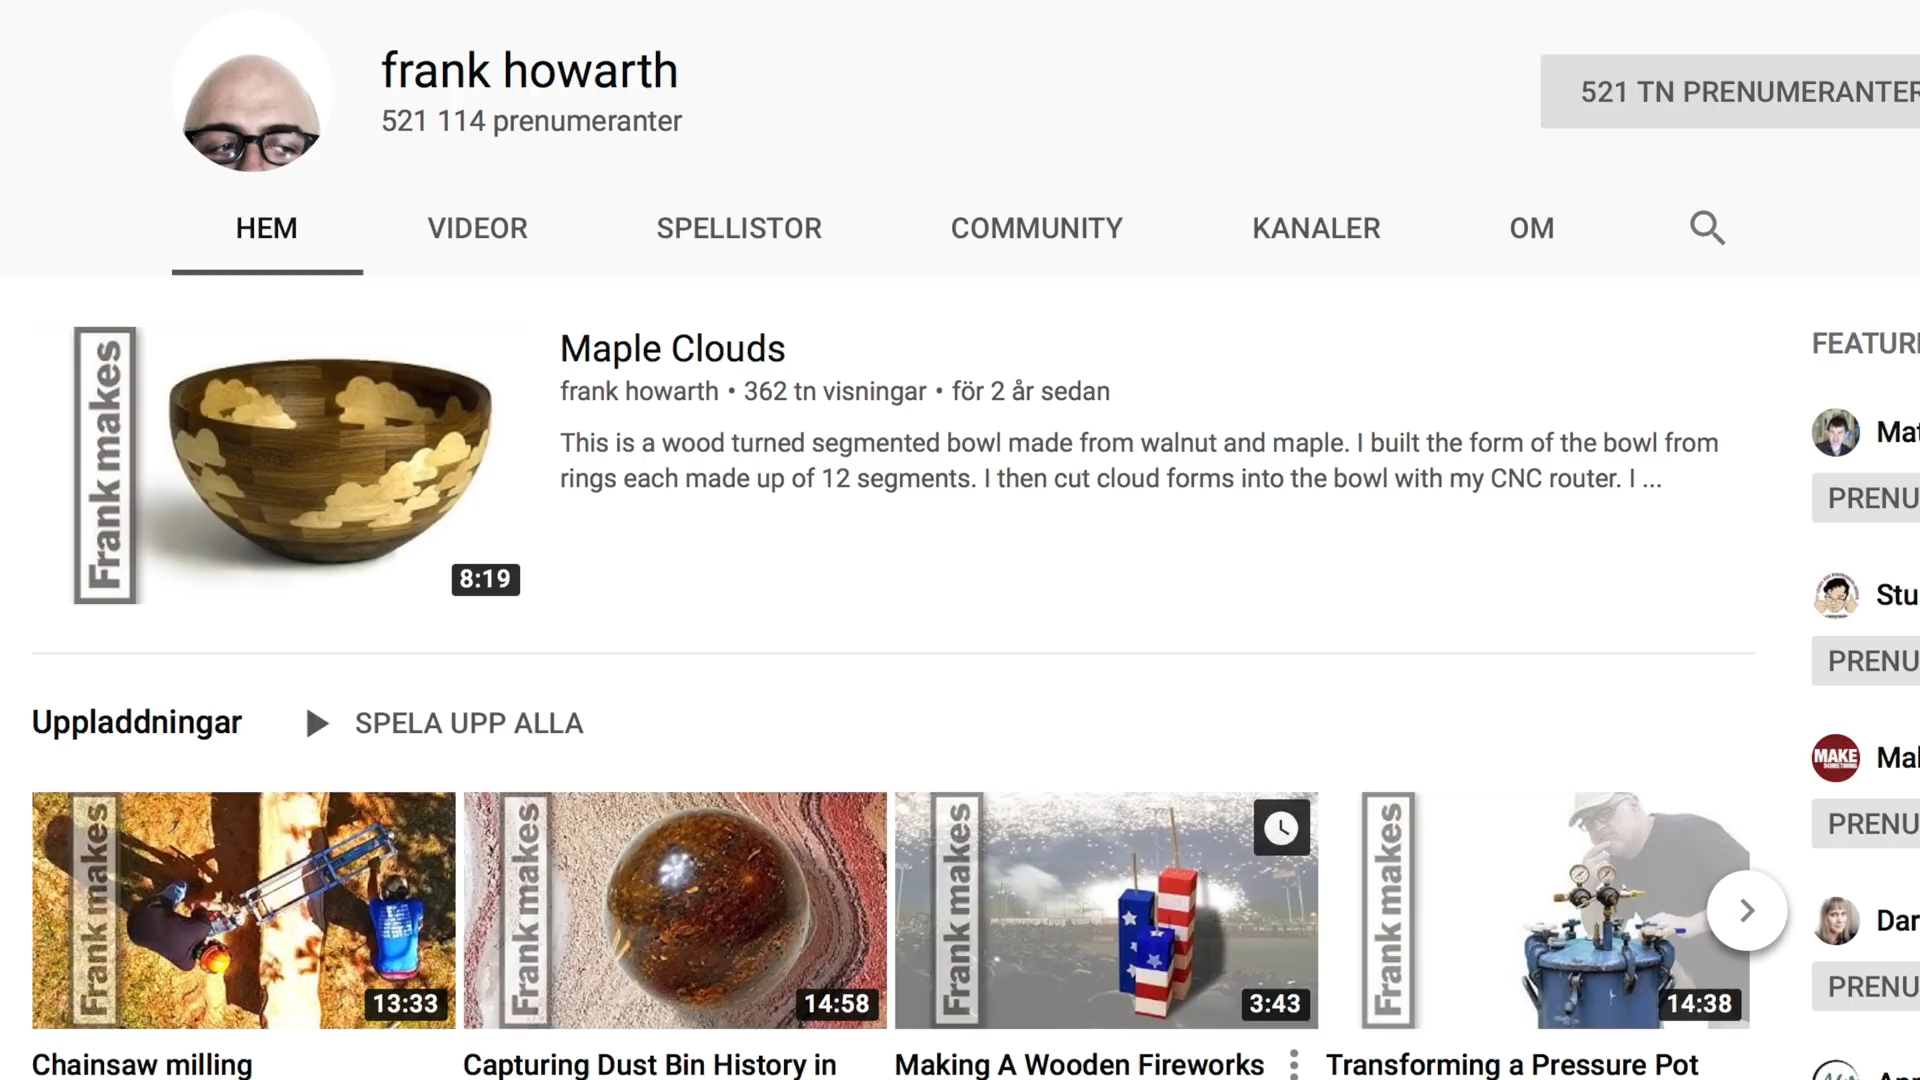 frank howarth
521 114 prenumeranter
521 TN PRENUMERANTER
HEM
VIDEOR
SPELLISTOR
COMMUNITY
KANALER
OM
Frank makes
8:19
Maple Clouds
frank howarth • 362 tn visningar • för 2 år sedan
This is a wood turned segmented bowl made from walnut and maple. I built the form of the bowl from
rings each made up of 12 segments. I then cut cloud forms into the bowl with my CNC router. I ...
FEATUR
Mat
PRENU
Stu
PRENU
MAKE
SOMETHING
Mak
PRENU
Dar
PRENU
Uppladdningar
SPELA UPP ALLA
Frank makes
13:33
Frank makes
14:58
Frank makes
3:43
Frank makes
14:38
Chainsaw milling
Capturing Dust Bin History in
Making A Wooden Fireworks
Transforming a Pressure Pot